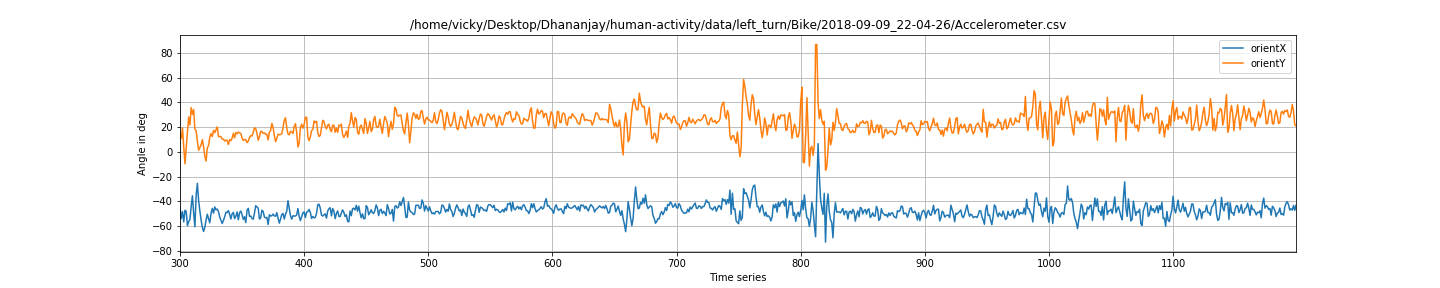 /home/vicky/Desktop/Dhananjay/human-activity/data/left_turn/Bike/2018-09-09_22-04-26/Accelerometer.csv
orientX
orientY
Angle in deg
80
60
40
20
0
−20
−40
−60
−80
300 400 500 600 700 800 900 1000 1100
Time series